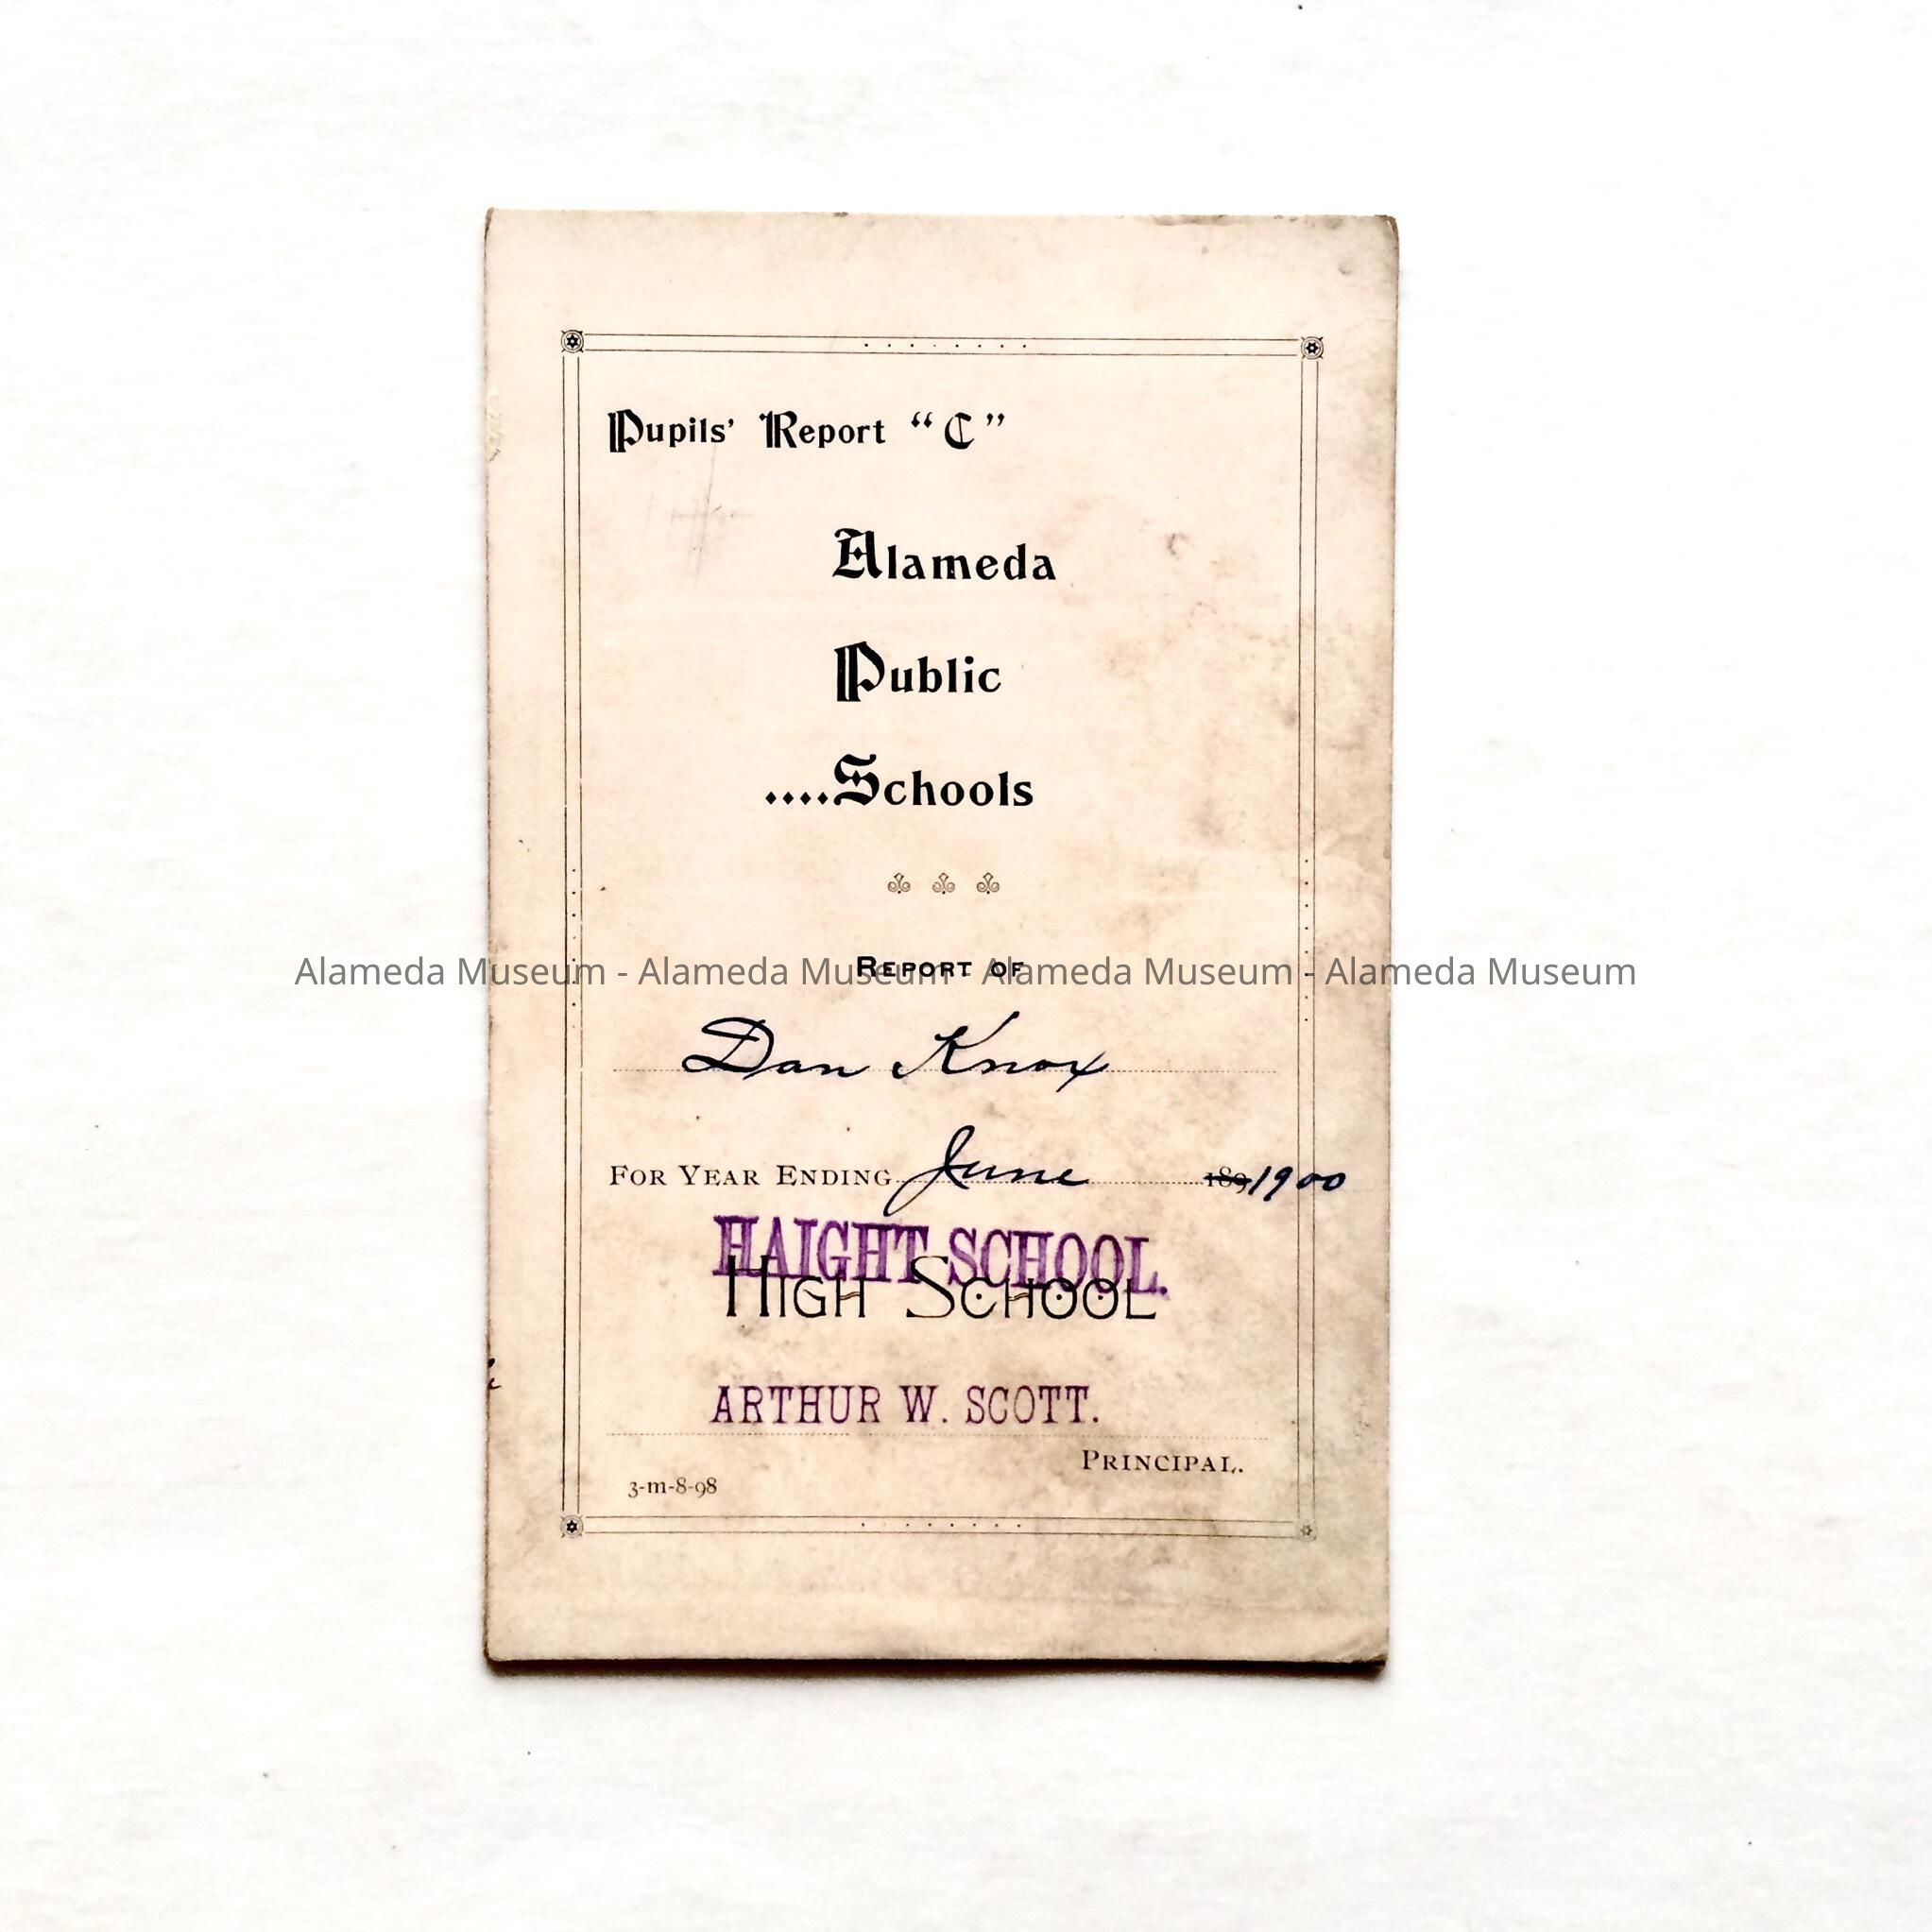 Pupils' Report “C”
Alameda
Public
....Schools
Alameda Museum - Alameda Museum - Alameda Museum - Alameda Museum
REPORT OF
Dan Knox
FOR YEAR ENDING June 189 1900
HAIGHT SCHOOL.
HIGH SCHOOL
ARTHUR W. SCOTT.
PRINCIPAL.
3-m-8-98